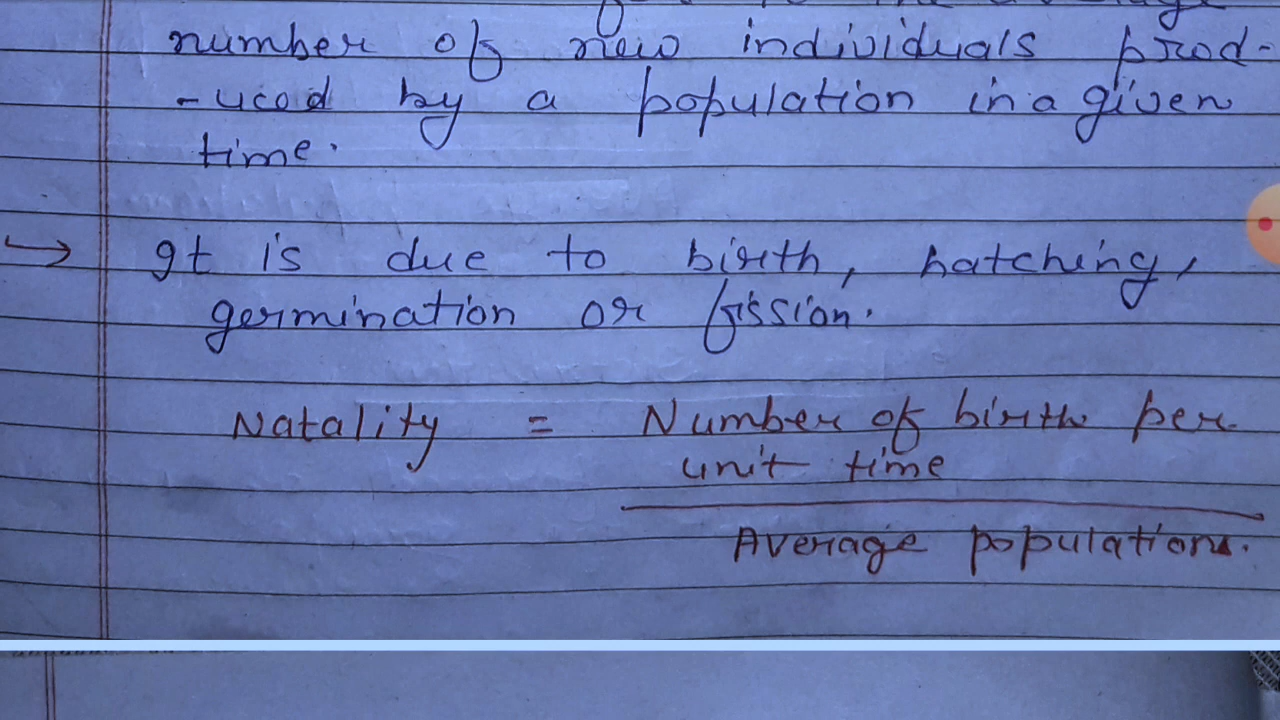 number of new individuals prod-
-uced by a population in a given
time.
→ It is due to birth, hatching,
germination or fission.
Natality = Number of birth per
unit time
Average population.